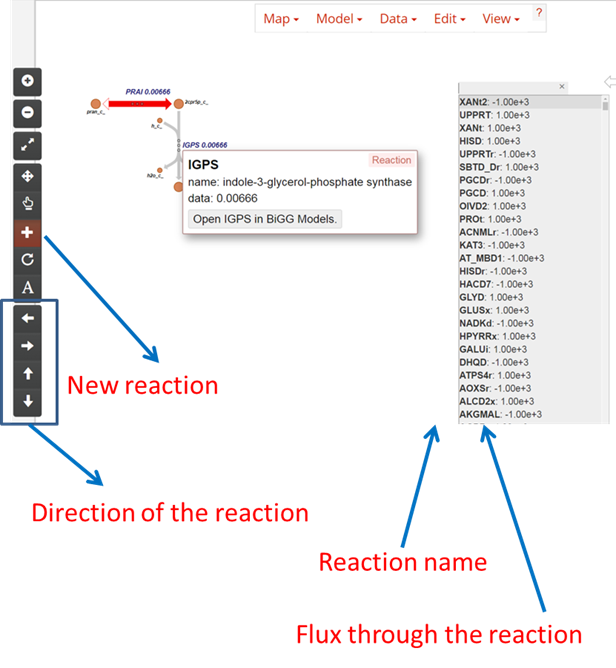 Map Model Data Edit View ?
PRAI 0.00666
pran_c_ 2cpr5p_c_
h_c_
IGPS 0.00666
h2o_c_
IGPS Reaction
name: indole-3-glycerol-phosphate synthase
data: 0.00666
Open IGPS in BiGG Models.
A
×
XANt2: -1.00e+3
UPPRT: 1.00e+3
XANt: 1.00e+3
HISD: 1.00e+3
UPPRTr: 1.00e+3
SBTD_Dr: 1.00e+3
PGCDr: 1.00e+3
PGCD: 1.00e+3
OIVD2: 1.00e+3
PROt: 1.00e+3
ACNMLr: -1.00e+3
KAT3: -1.00e+3
AT_MBD1: -1.00e+3
HISDr: 1.00e+3
HACD7: -1.00e+3
GLYD: 1.00e+3
GLUSx: 1.00e+3
NADKd: -1.00e+3
HPYRRx: -1.00e+3
GALUi: 1.00e+3
DHQD: -1.00e+3
ATPS4r: 1.00e+3
AOXSr: -1.00e+3
ALCD2x: 1.00e+3
AKGMAL: -1.00e+3
New reaction
Direction of the reaction
Reaction name
Flux through the reaction